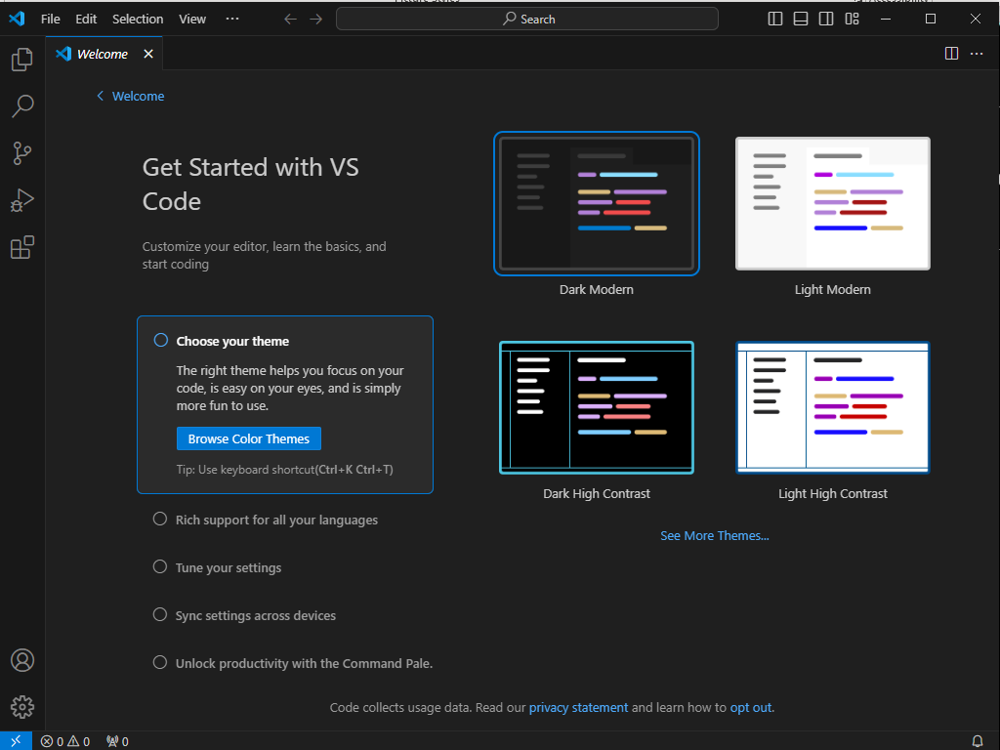 File Edit Selection View ··· Search
Welcome
Welcome
Get Started with VS
Code
Customize your editor, learn the basics, and
start coding
Choose your theme
The right theme helps you focus on your
code, is easy on your eyes, and is simply
more fun to use.
Browse Color Themes
Tip: Use keyboard shortcut(Ctrl+K Ctrl+T)
Rich support for all your languages
Tune your settings
Sync settings across devices
Unlock productivity with the Command Pale.
Dark Modern
Light Modern
Dark High Contrast
Light High Contrast
See More Themes...
Code collects usage data. Read our privacy statement and learn how to opt out.
0 0 0